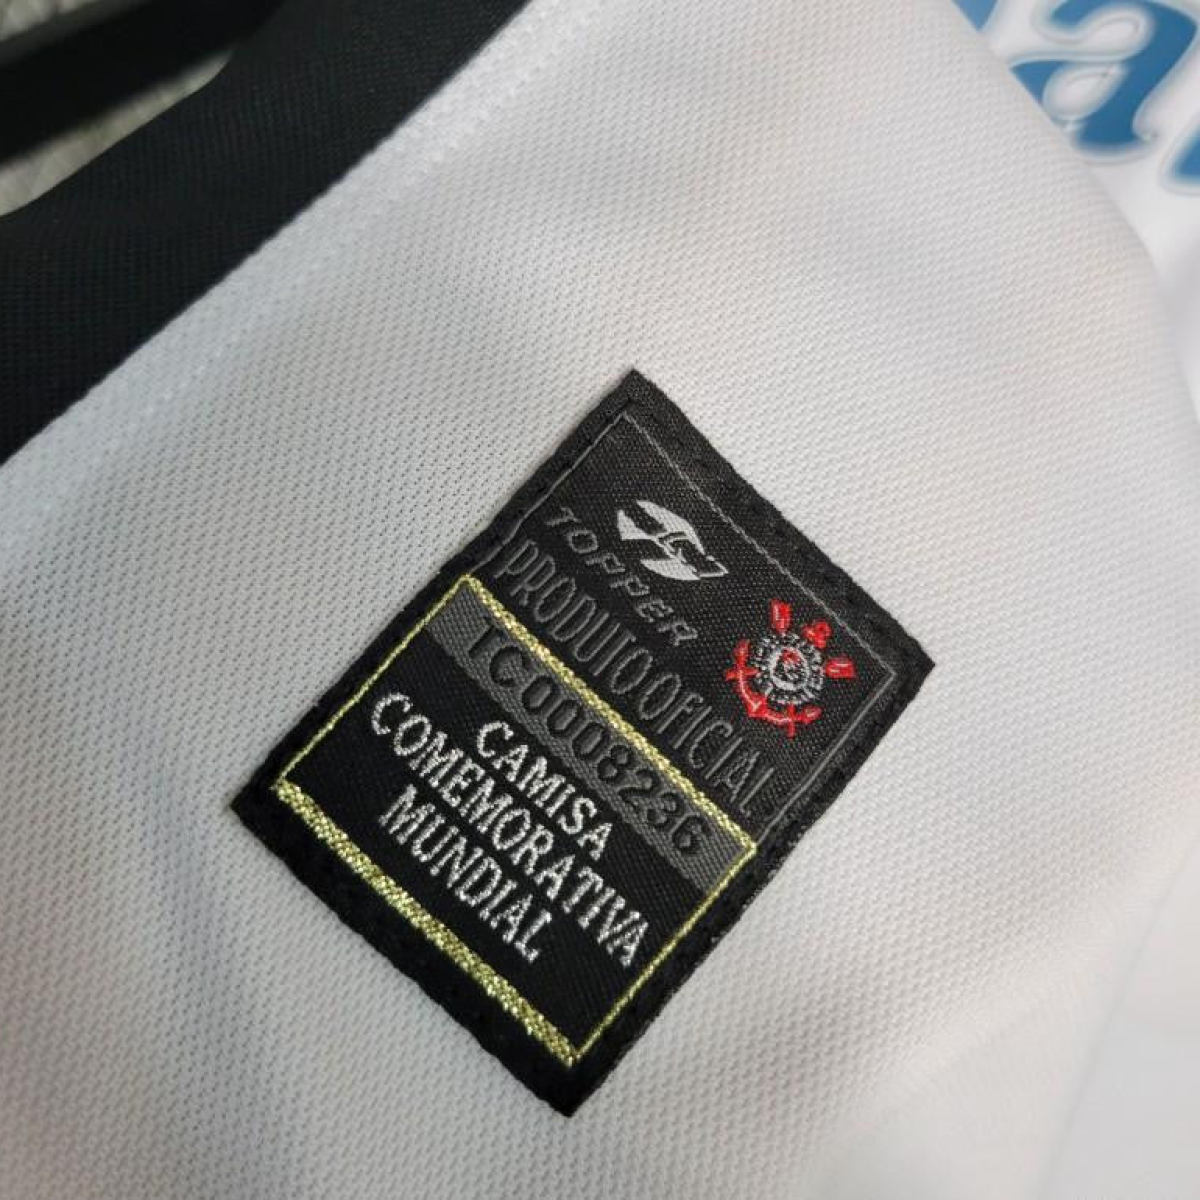 TOPPER
PRODUTO OFICIAL
TC0008236
CAMISA
COMEMORATIVA
MUNDIAL